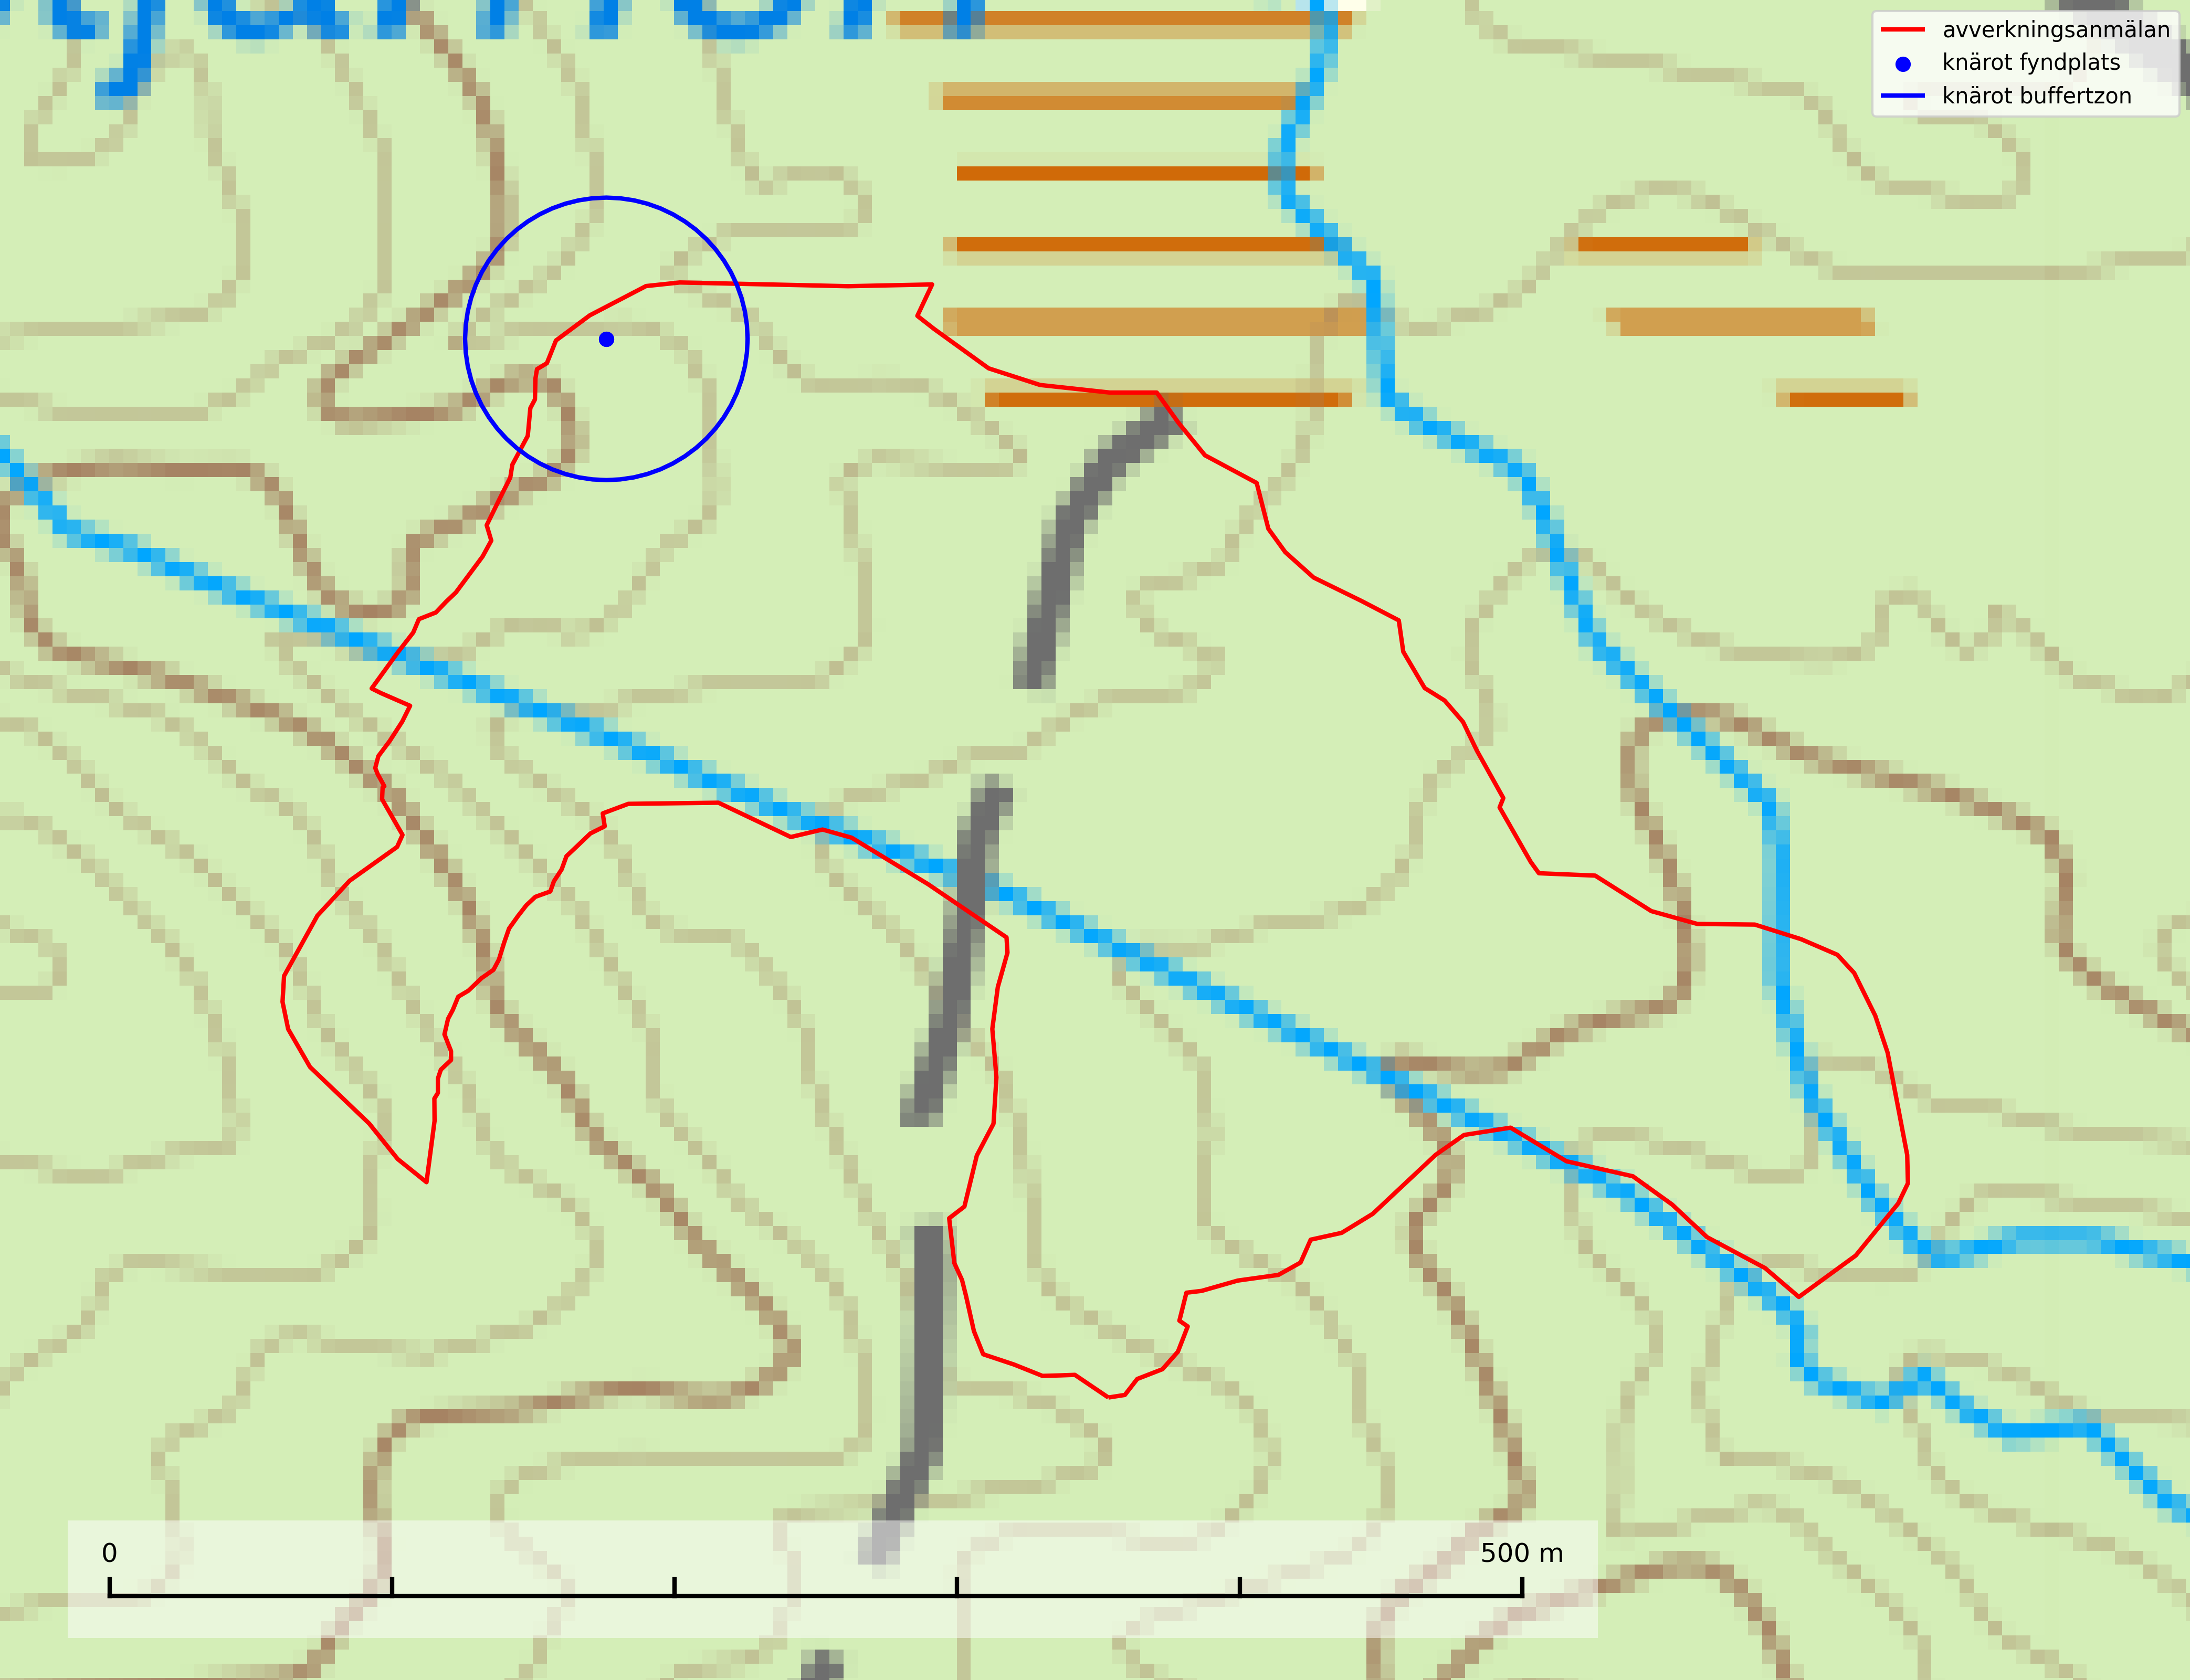 avverkningsanmälan
knärot fyndplats
knärot buffertzon
0
500 m